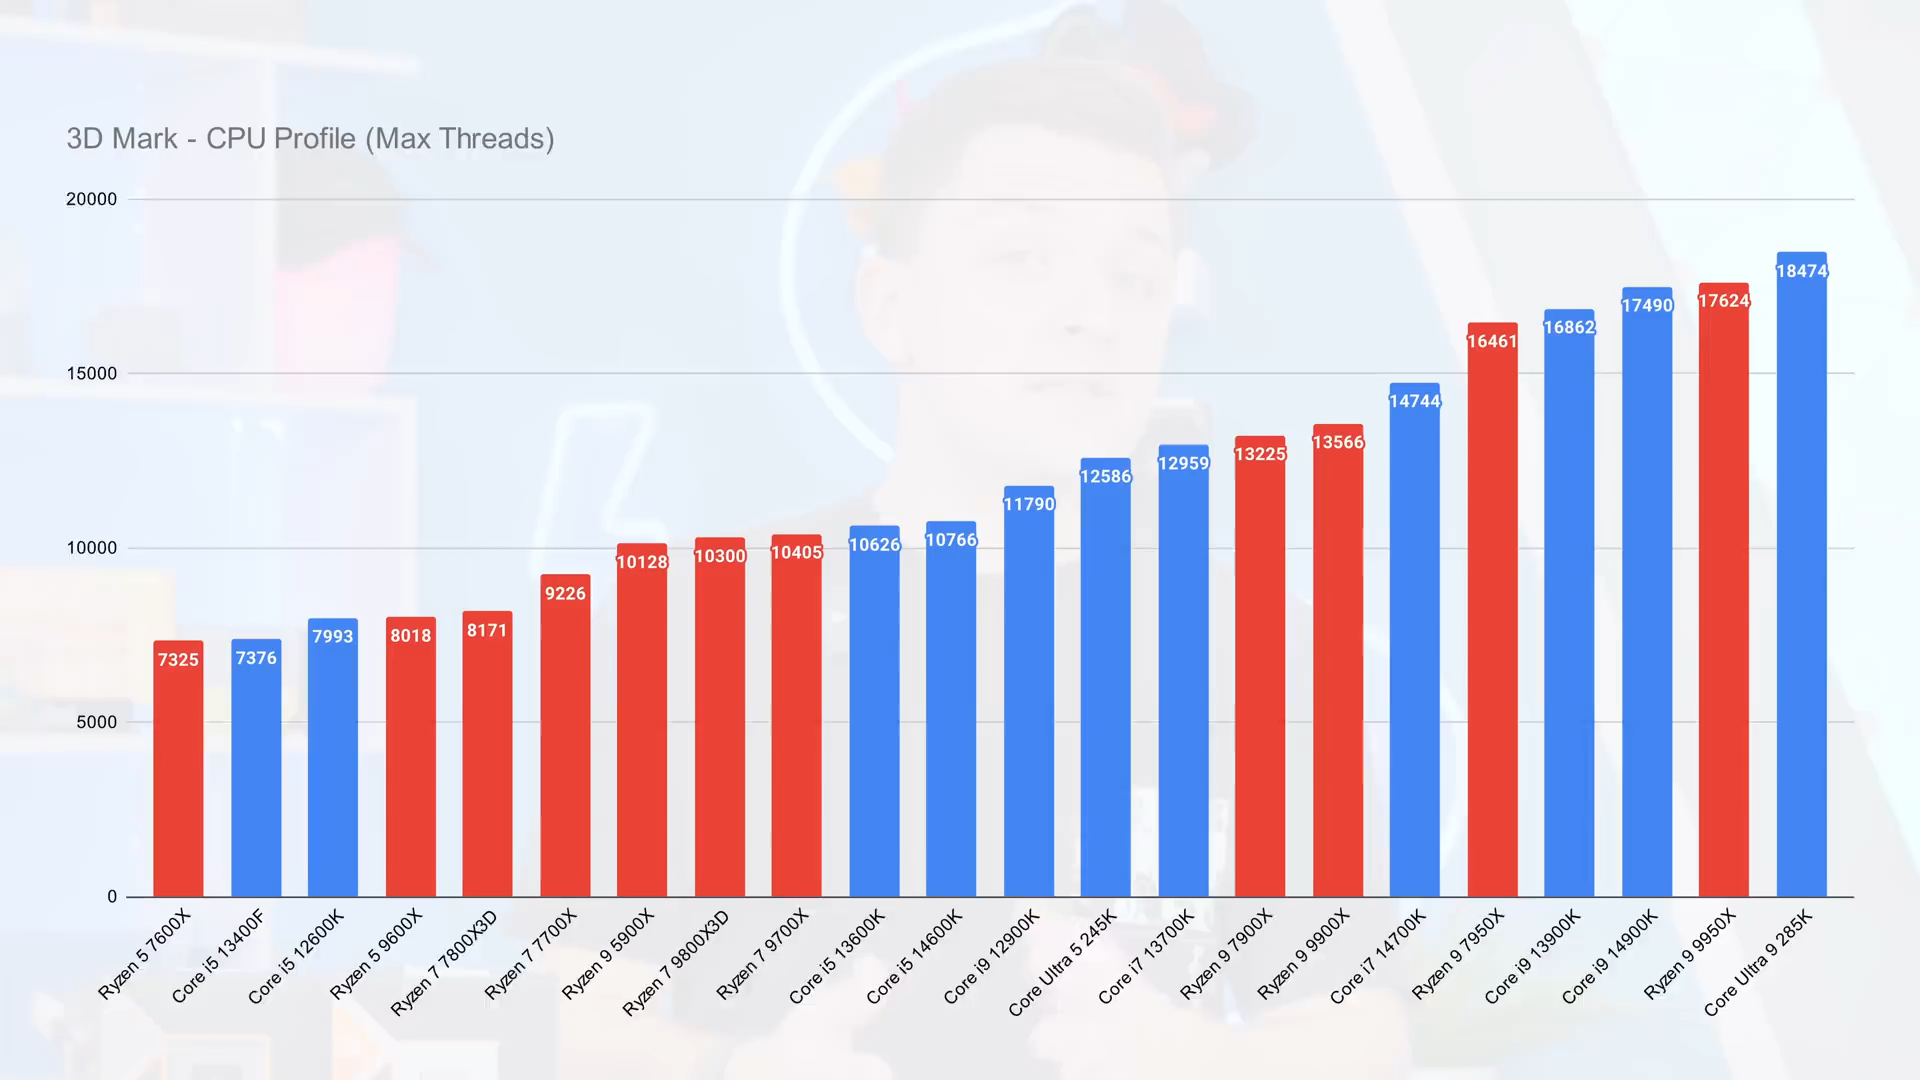 3D Mark - CPU Profile (Max Threads)
20000
15000
10000
5000
0
7325
7376
7993
8018
8171
9226
10128
10300
10405
10626
10766
11790
12586
12959
13225
13566
14744
16461
16862
17490
17624
18474
Ryzen 5 7600X
Core i5 13400F
Core i5 12600K
Ryzen 5 9600X
Ryzen 7 7800X3D
Ryzen 7 7700X
Ryzen 9 5900X
Ryzen 7 9800X3D
Ryzen 7 9700X
Core i5 13600K
Core i5 14600K
Core i9 12900K
Core Ultra 5 245K
Core i7 13700K
Ryzen 9 7900X
Ryzen 9 9900X
Core i7 14700K
Ryzen 9 7950X
Core i9 13900K
Core i9 14900K
Ryzen 9 9950X
Core Ultra 9 285K